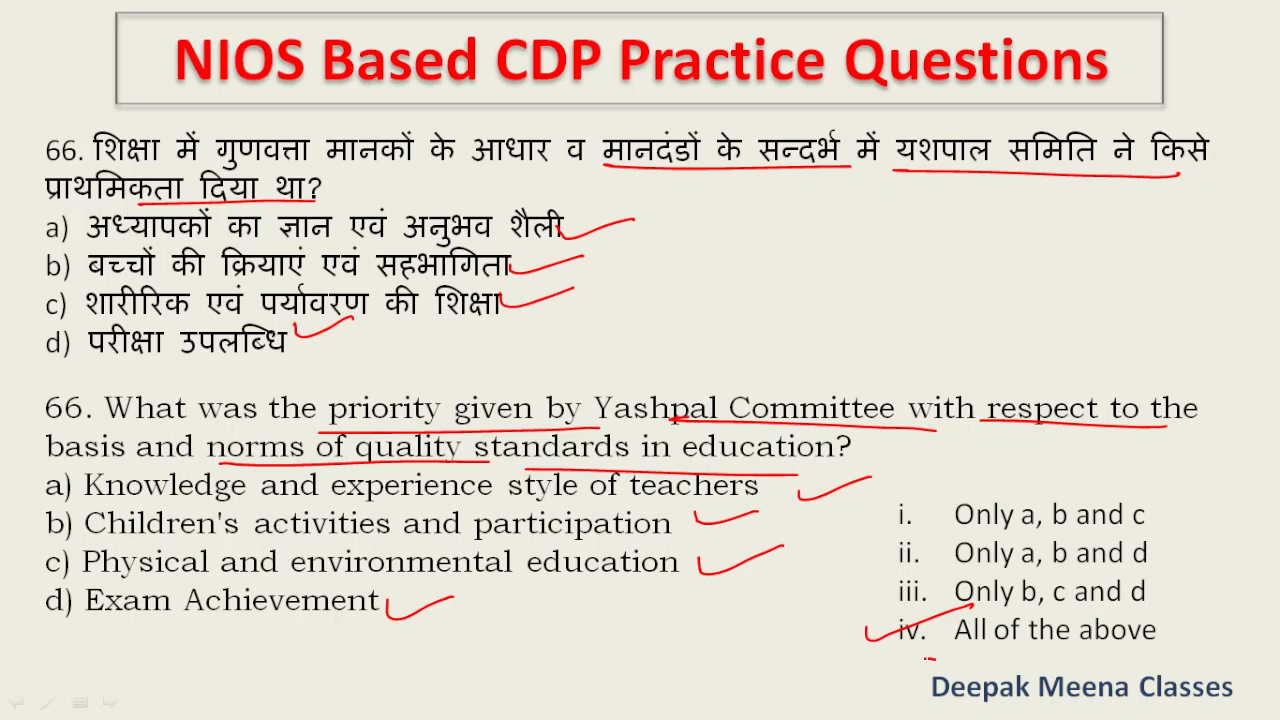 NIOS Based CDP Practice Questions
66. शिक्षा में गुणवत्ता मानकों के आधार व मानदंडों के सन्दर्भ में यशपाल समिति ने किसे
प्राथमिकता दिया था?
a) अध्यापकों का ज्ञान एवं अनुभव शैली
b) बच्चों की क्रियाएं एवं सहभागिता
c) शारीरिक एवं पर्यावरण की शिक्षा
d) परीक्षा उपलब्धि
66. What was the priority given by Yashpal Committee with respect to the
basis and norms of quality standards in education?
a) Knowledge and experience style of teachers
b) Children's activities and participation
c) Physical and environmental education
d) Exam Achievement
i. Only a, b and c
ii. Only a, b and d
iii. Only b, c and d
iv. All of the above
Deepak Meena Classes